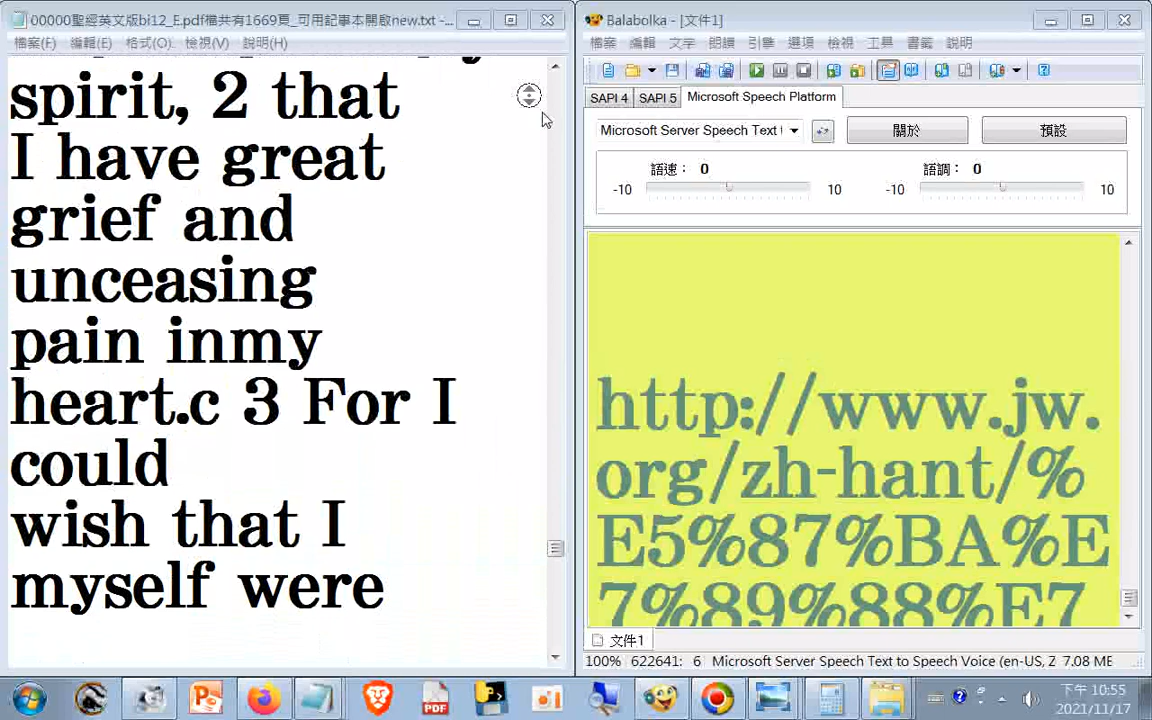 00000聖經英文版bi12_E.pdf檔共有1669頁_可用記事本開啟new.txt -...
檔案(F) 編輯(E) 格式(O) 檢視(V) 說明(H)
spirit, 2 that
I have great
grief and
unceasing
pain inmy
heart.c 3 For I
could
wish that I
myself were
Balabolka - [文件1]
檔案 編輯 文字 朗讀 引擎 選項 檢視 工具 書籤 說明
SAPI 4 SAPI 5 Microsoft Speech Platform
Microsoft Server Speech Text 關於 預設
語速： 0 語調： 0
-10 10 -10 10
http://www.jw.
org/zh-hant/%
E5%87%BA%E
7%89%88%E7
文件1
100% 622641: 6 Microsoft Server Speech Text to Speech Voice (en-US, Z 7.08 ME
PDF
下午 10:55
2021/11/17